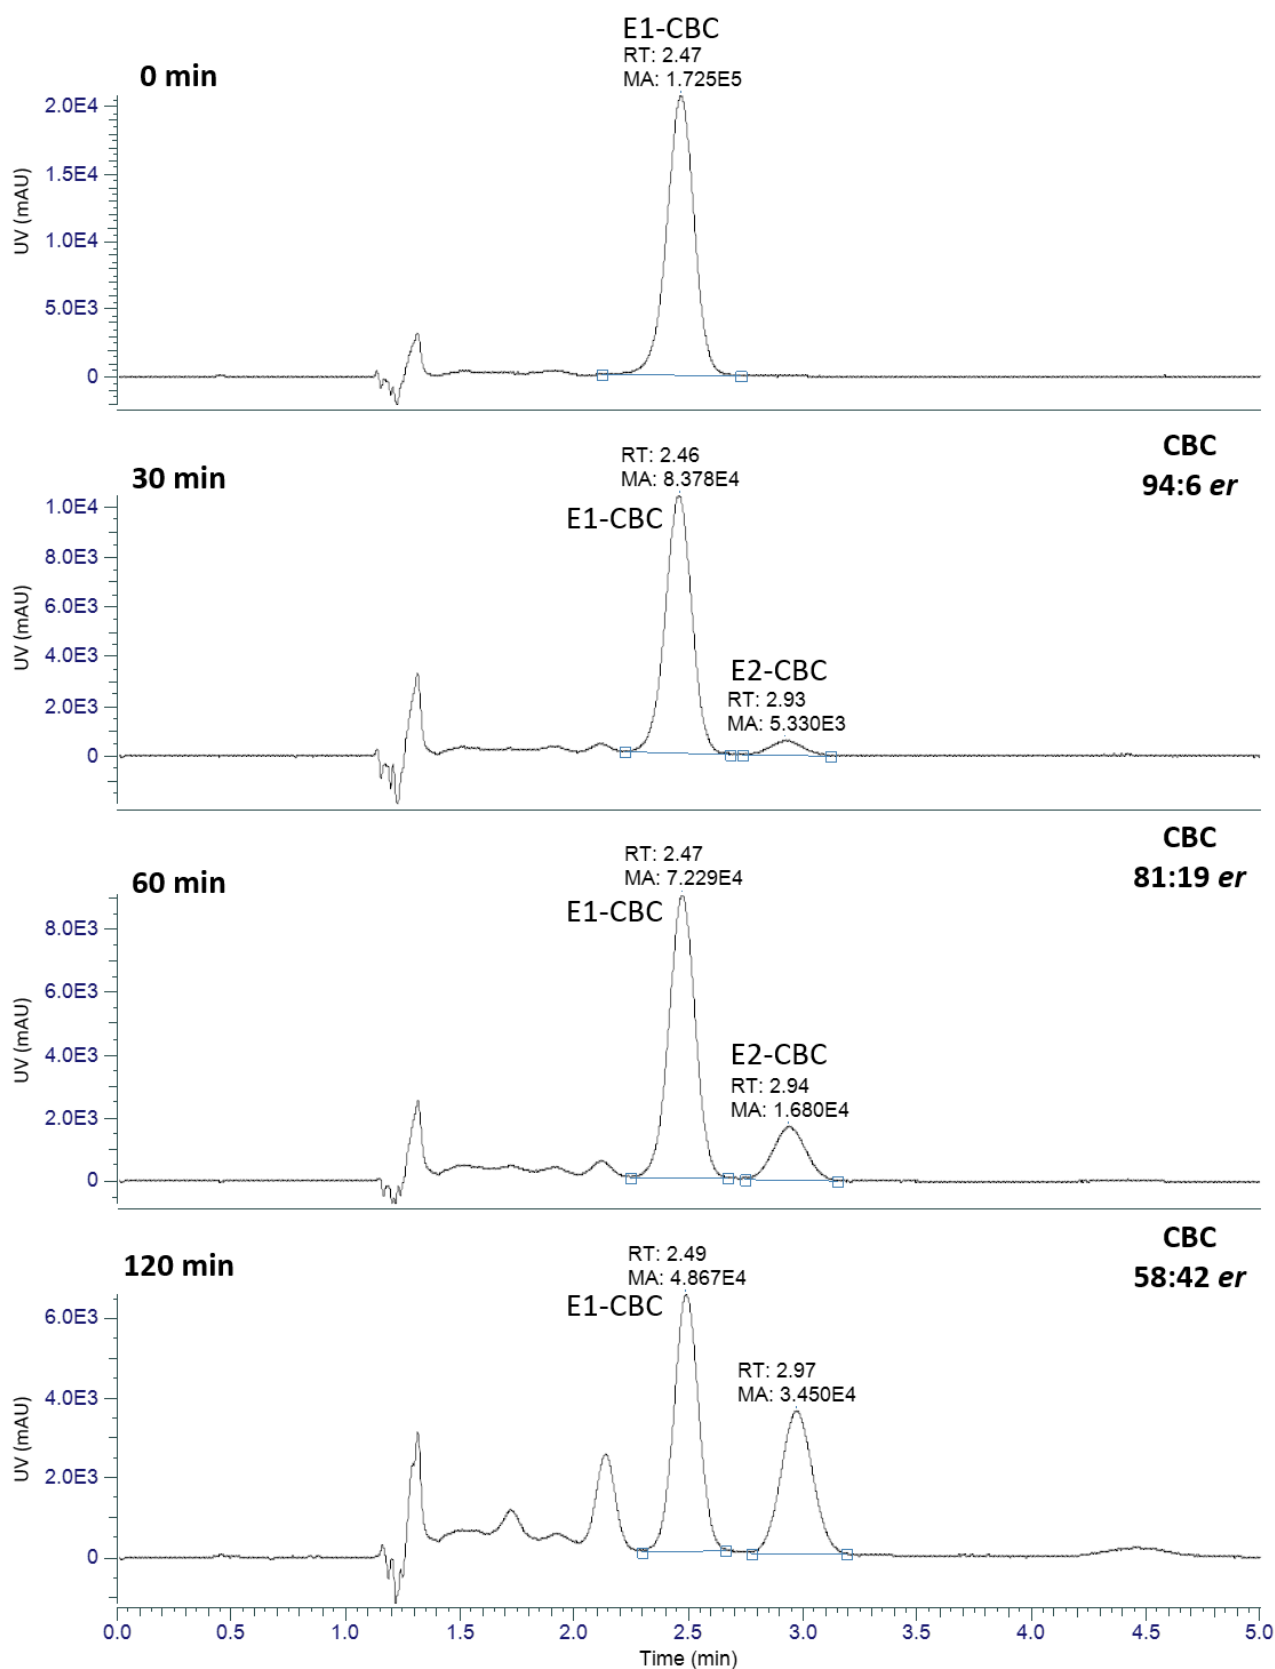 E1-CBC
RT: 2.47
MA: 1.725E5
0 min
2.0E4
1.5E4
1.0E4
5.0E3
0
UV (mAU)
CBC
94:6 er
30 min
RT: 2.46
MA: 8.378E4
E1-CBC
E2-CBC
RT: 2.93
MA: 5.330E3
1.0E4
8.0E3
6.0E3
4.0E3
2.0E3
0
UV (mAU)
CBC
81:19 er
60 min
RT: 2.47
MA: 7.229E4
E1-CBC
E2-CBC
RT: 2.94
MA: 1.680E4
8.0E3
6.0E3
4.0E3
2.0E3
0
UV (mAU)
CBC
58:42 er
120 min
RT: 2.49
MA: 4.867E4
E1-CBC
RT: 2.97
MA: 3.450E4
6.0E3
4.0E3
2.0E3
0
UV (mAU)
0.0 0.5 1.0 1.5 2.0 2.5 3.0 3.5 4.0 4.5 5.0
Time (min)